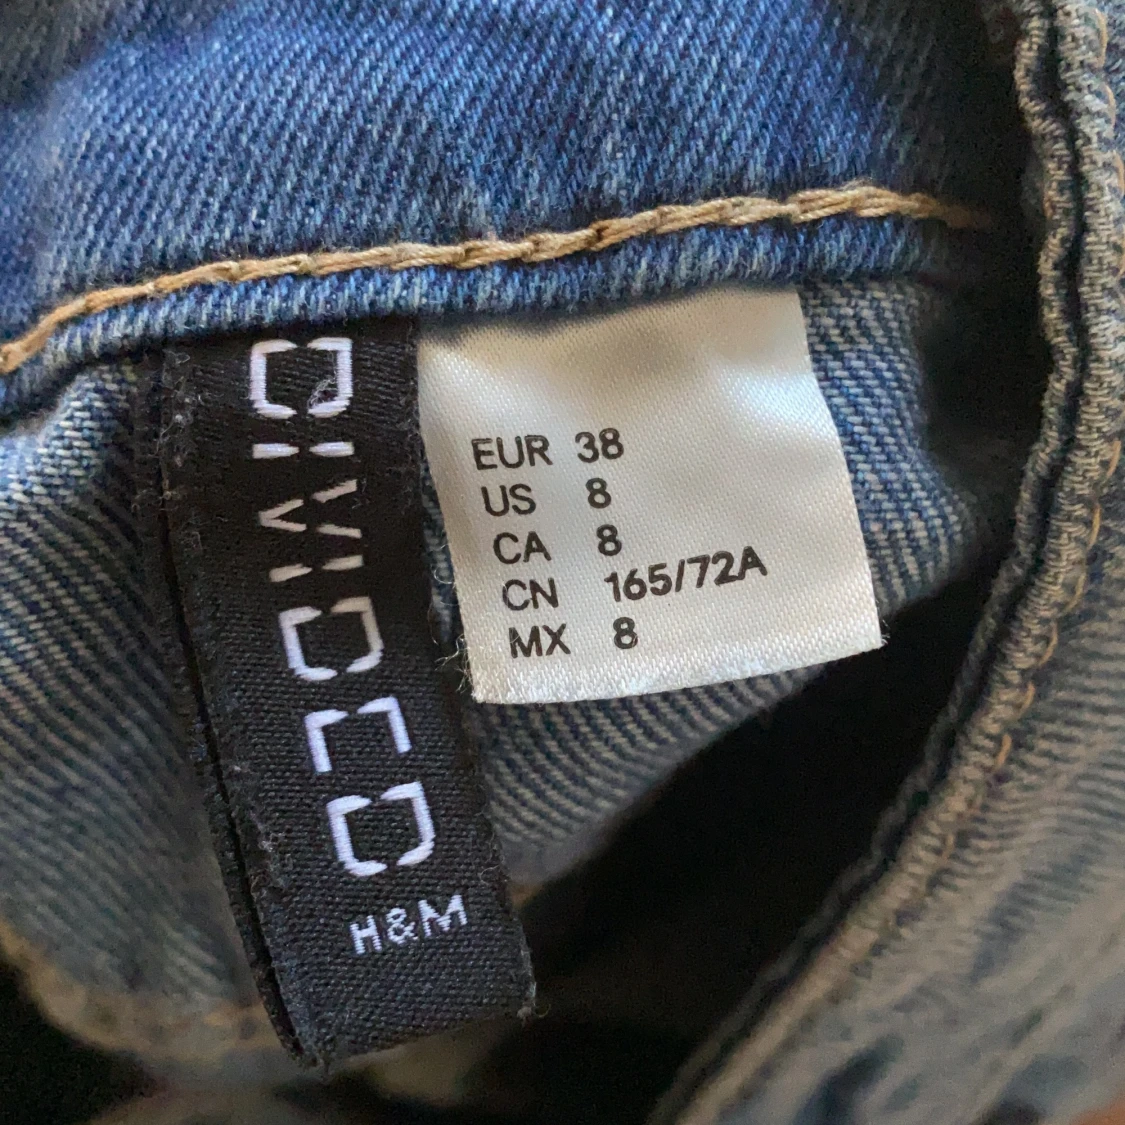 DIVIDED
H&M
EUR 38
US 8
CA 8
CN 165/72A
MX 8